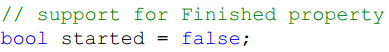 // support for Finished property
bool started = false;